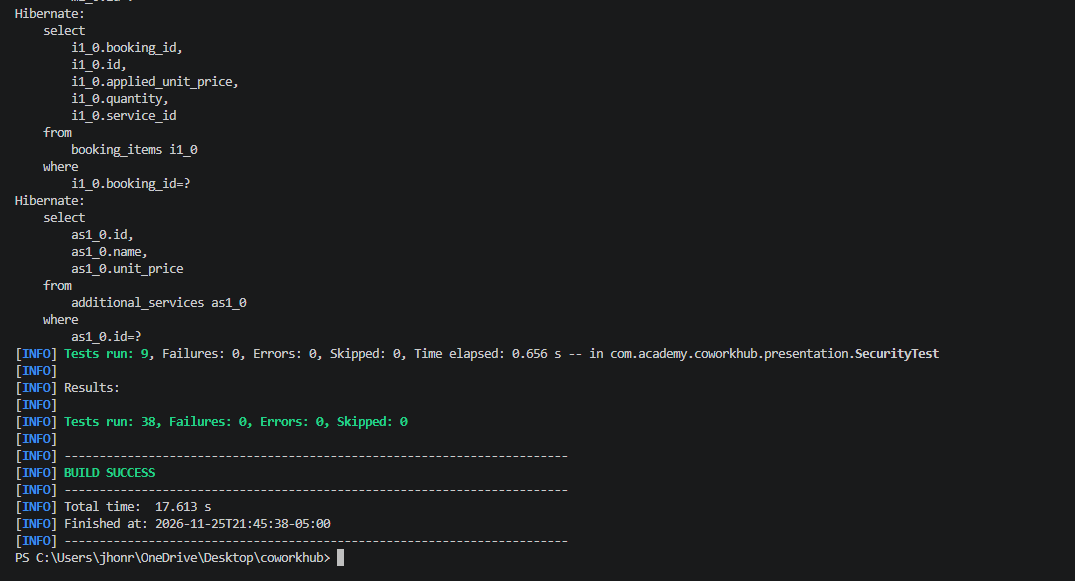 Hibernate:
    select
        i1_0.booking_id,
        i1_0.id,
        i1_0.applied_unit_price,
        i1_0.quantity,
        i1_0.service_id
    from
        booking_items i1_0
    where
        i1_0.booking_id=?
Hibernate:
    select
        as1_0.id,
        as1_0.name,
        as1_0.unit_price
    from
        additional_services as1_0
    where
        as1_0.id=?
[INFO] Tests run: 9, Failures: 0, Errors: 0, Skipped: 0, Time elapsed: 0.656 s -- in com.academy.coworkhub.presentation.SecurityTest
[INFO]
[INFO] Results:
[INFO]
[INFO] Tests run: 38, Failures: 0, Errors: 0, Skipped: 0
[INFO]
[INFO] ------------------------------------------------------------------------
[INFO] BUILD SUCCESS
[INFO] ------------------------------------------------------------------------
[INFO] Total time:  17.613 s
[INFO] Finished at: 2026-11-25T21:45:38-05:00
[INFO] ------------------------------------------------------------------------
PS C:\Users\jhonr\OneDrive\Desktop\coworkhub>